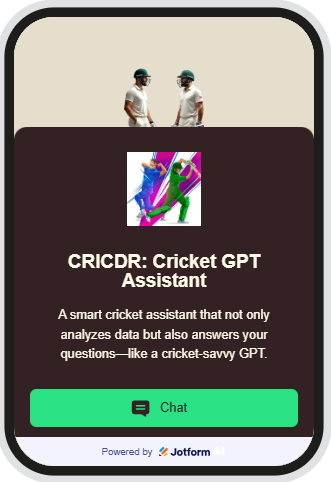 CRICDR: Cricket GPT
Assistant
A smart cricket assistant that not only
analyzes data but also answers your
questions—like a cricket-savvy GPT.
Chat
Powered by Jotform AI